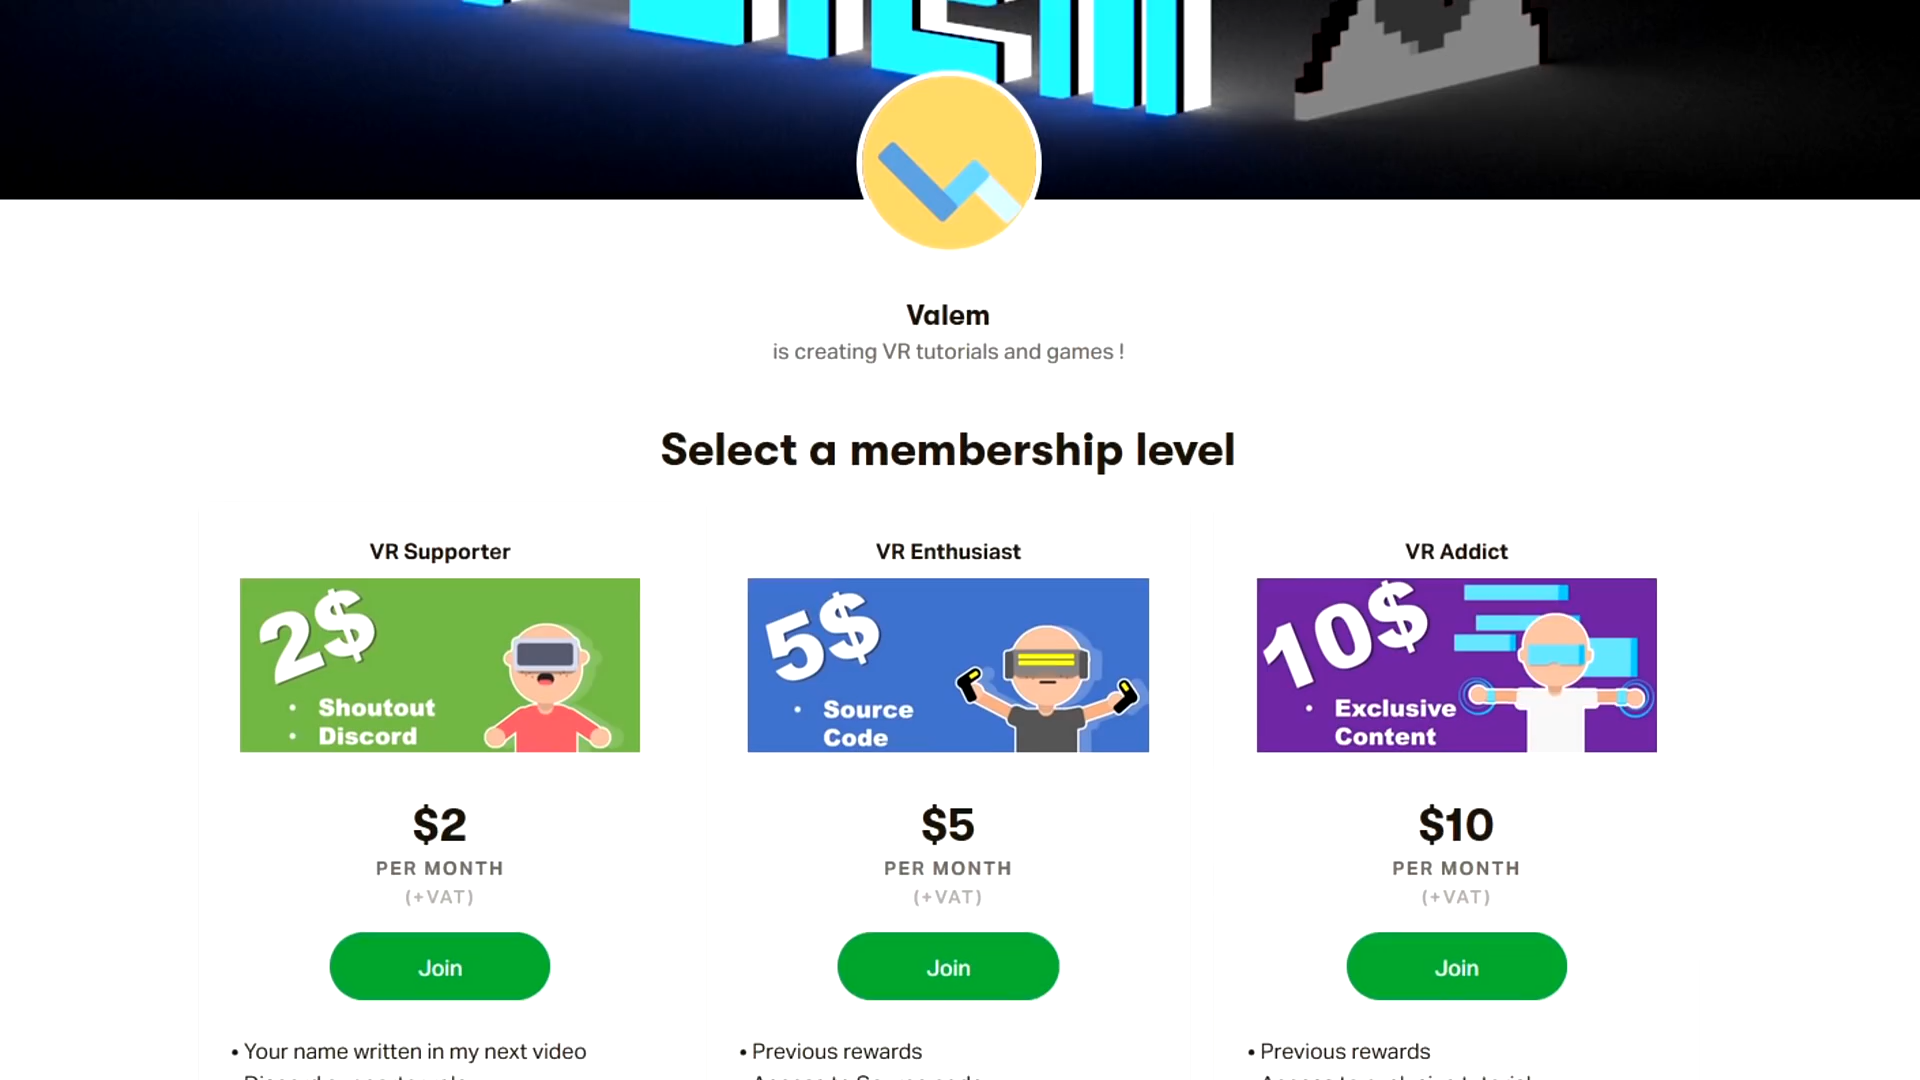 Valem
is creating VR tutorials and games !
Select a membership level
VR Supporter
2$
• Shoutout
• Discord
$2
PER MONTH
(+VAT)
Join
• Your name written in my next video
VR Enthusiast
5$
• Source
Code
$5
PER MONTH
(+VAT)
Join
• Previous rewards
VR Addict
10$
• Exclusive
Content
$10
PER MONTH
(+VAT)
Join
• Previous rewards